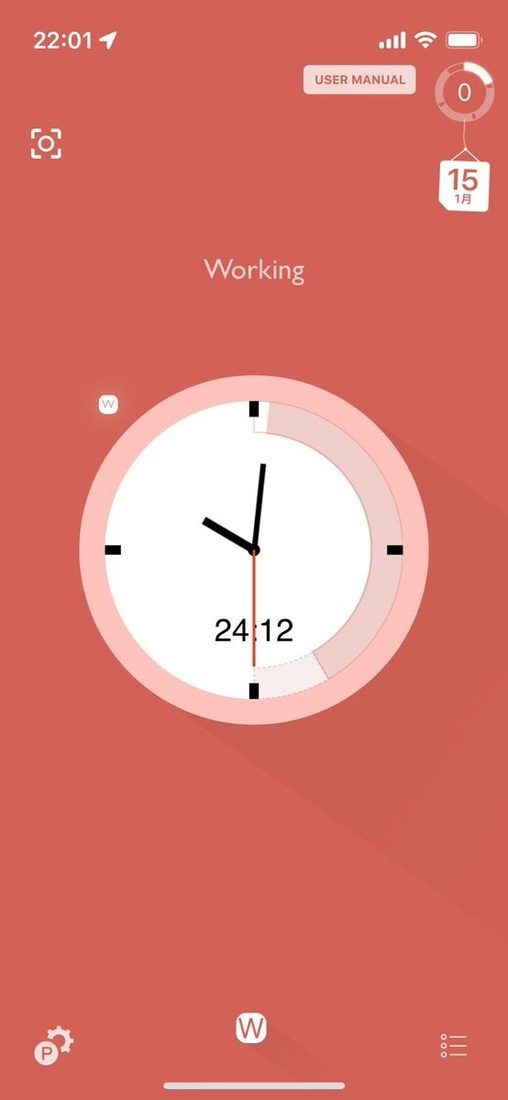 22:01
USER MANUAL
0
15
1月
Working
W
24:12
P
W